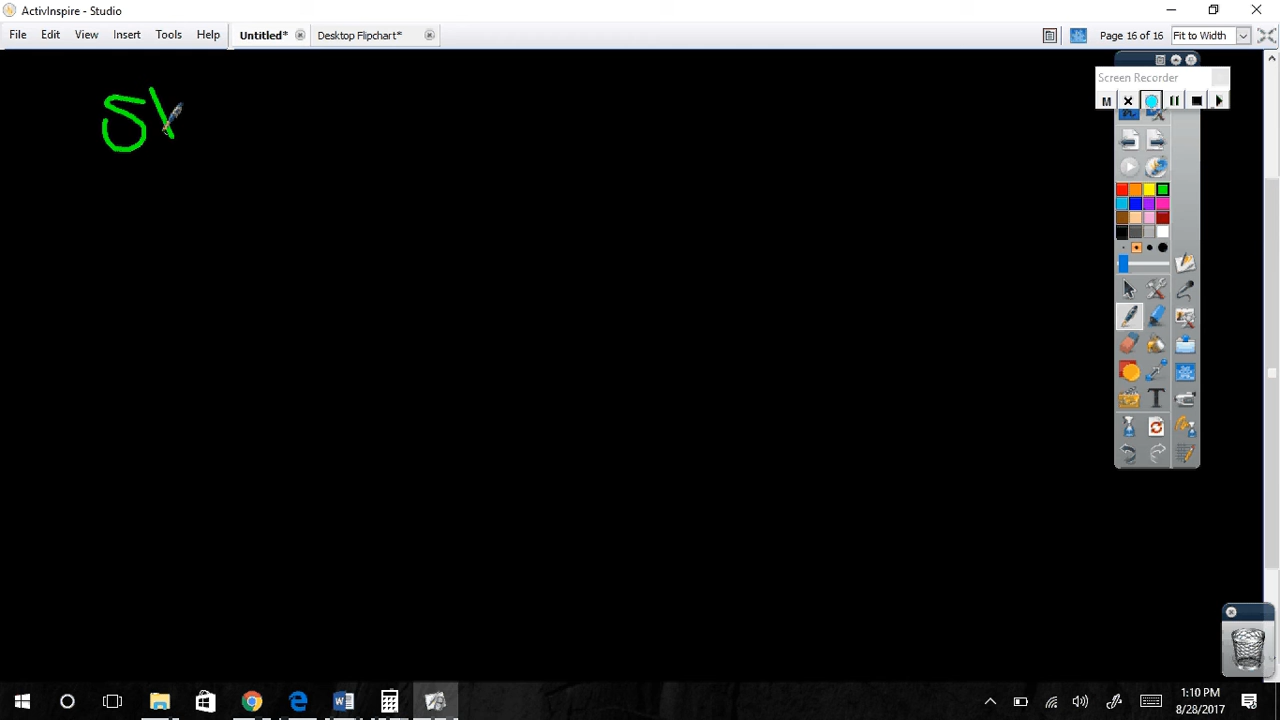 ActivInspire - Studio
File Edit View Insert Tools Help Untitled* Desktop Flipchart* Page 16 of 16 Fit to Width
Screen Recorder
M
S
T
W
1:10 PM
8/28/2017